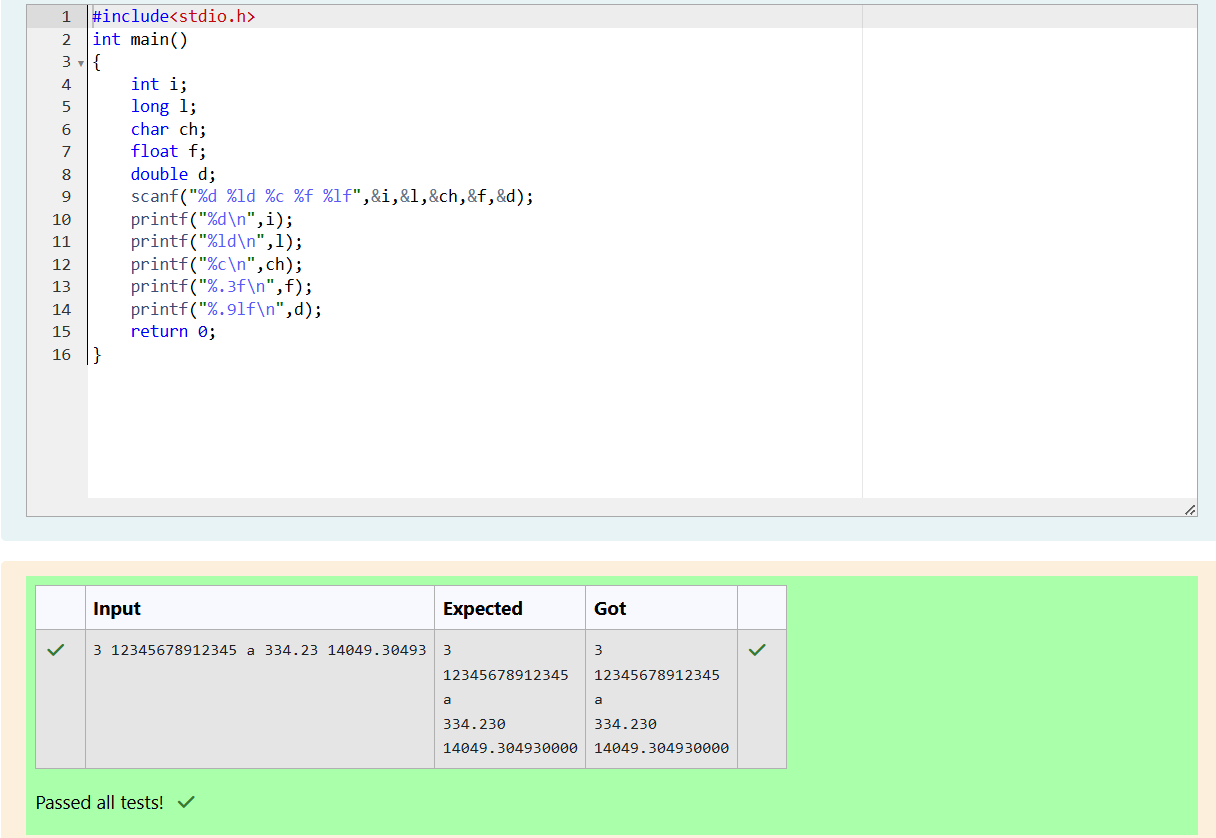 1 #include<stdio.h>
2 int main()
3 {
4     int i;
5     long l;
6     char ch;
7     float f;
8     double d;
9     scanf("%d %ld %c %f %lf",&i,&l,&ch,&f,&d);
10     printf("%d\n",i);
11     printf("%ld\n",l);
12     printf("%c\n",ch);
13     printf("%.3f\n",f);
14     printf("%.9lf\n",d);
15     return 0;
16 }
Input Expected Got
3 12345678912345 a 334.23 14049.30493 3 3
12345678912345 12345678912345
a a
334.230 334.230
14049.304930000 14049.304930000
Passed all tests!